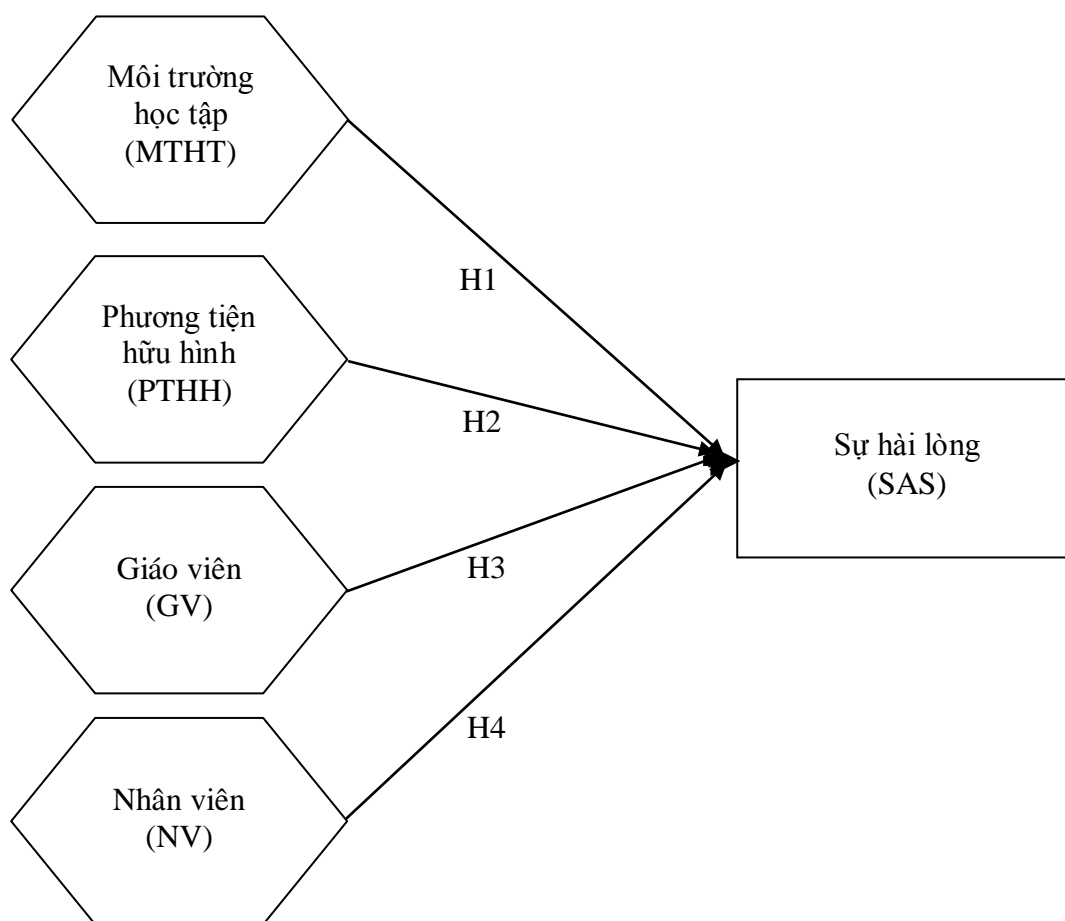 Môi trường
học tập
(MTHT)
H1
Phương tiện
hữu hình
(PTHH)
H2
Sự hài lòng
(SAS)
Giáo viên
(GV)
H3
H4
Nhân viên
(NV)